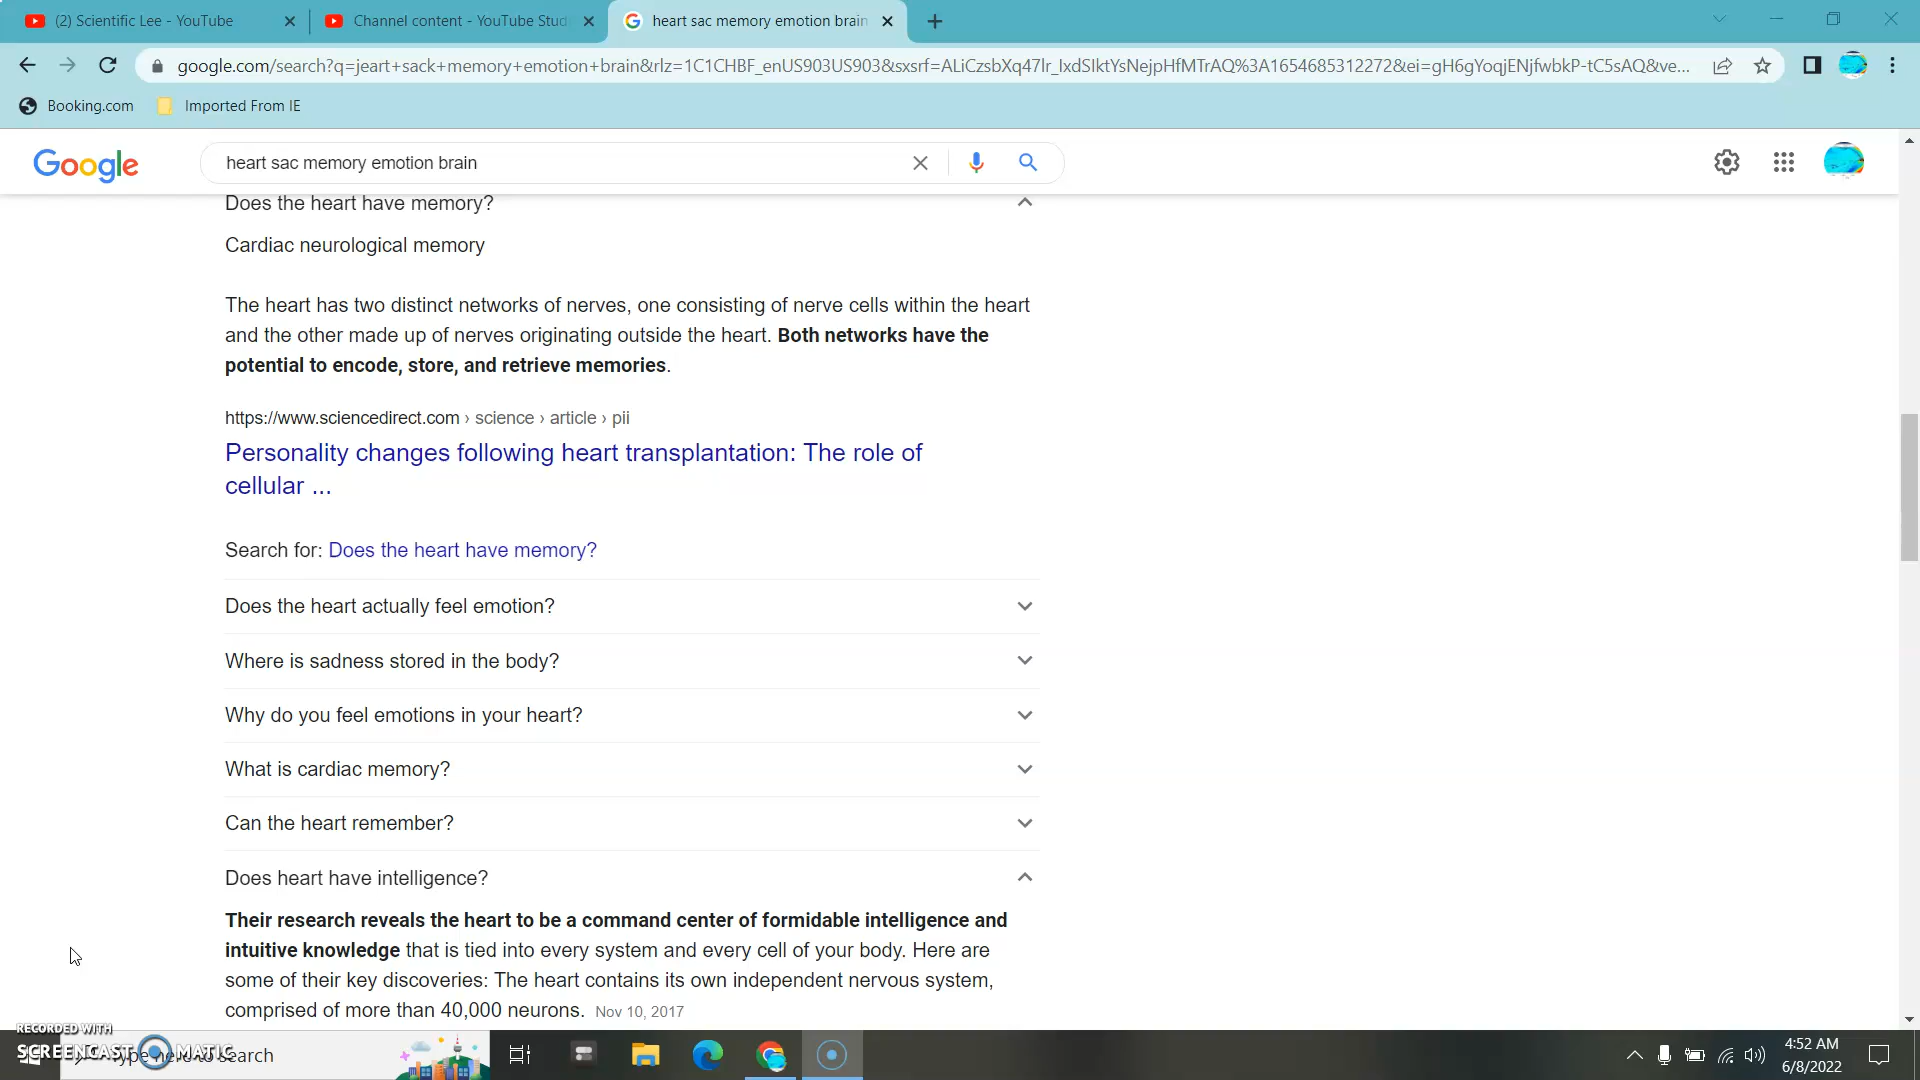 (2) Scientific Lee - YouTube
Channel content - YouTube Stud
heart sac memory emotion brain
google.com/search?q=jeart+sack+memory+emotion+brain&rlz=1C1CHBF_enUS903US903&sxsrf=ALiCzsbXq47lr_IxdSIktYsNejpHfMTrAQ%3A1654685312272&ei=gH6gYoqjENjfwbkP-tC5sAQ&ve...
Booking.com
Imported From IE
Google
heart sac memory emotion brain
Does the heart have memory?
Cardiac neurological memory
The heart has two distinct networks of nerves, one consisting of nerve cells within the heart
and the other made up of nerves originating outside the heart. Both networks have the
potential to encode, store, and retrieve memories.
https://www.sciencedirect.com › science › article › pii
Personality changes following heart transplantation: The role of
cellular ...
Search for: Does the heart have memory?
Does the heart actually feel emotion?
Where is sadness stored in the body?
Why do you feel emotions in your heart?
What is cardiac memory?
Can the heart remember?
Does heart have intelligence?
Their research reveals the heart to be a command center of formidable intelligence and
intuitive knowledge that is tied into every system and every cell of your body. Here are
some of their key discoveries: The heart contains its own independent nervous system,
comprised of more than 40,000 neurons. Nov 10, 2017
RECORDED WITH
SCREENCAST MATIC
Type here to search
4:52 AM
6/8/2022